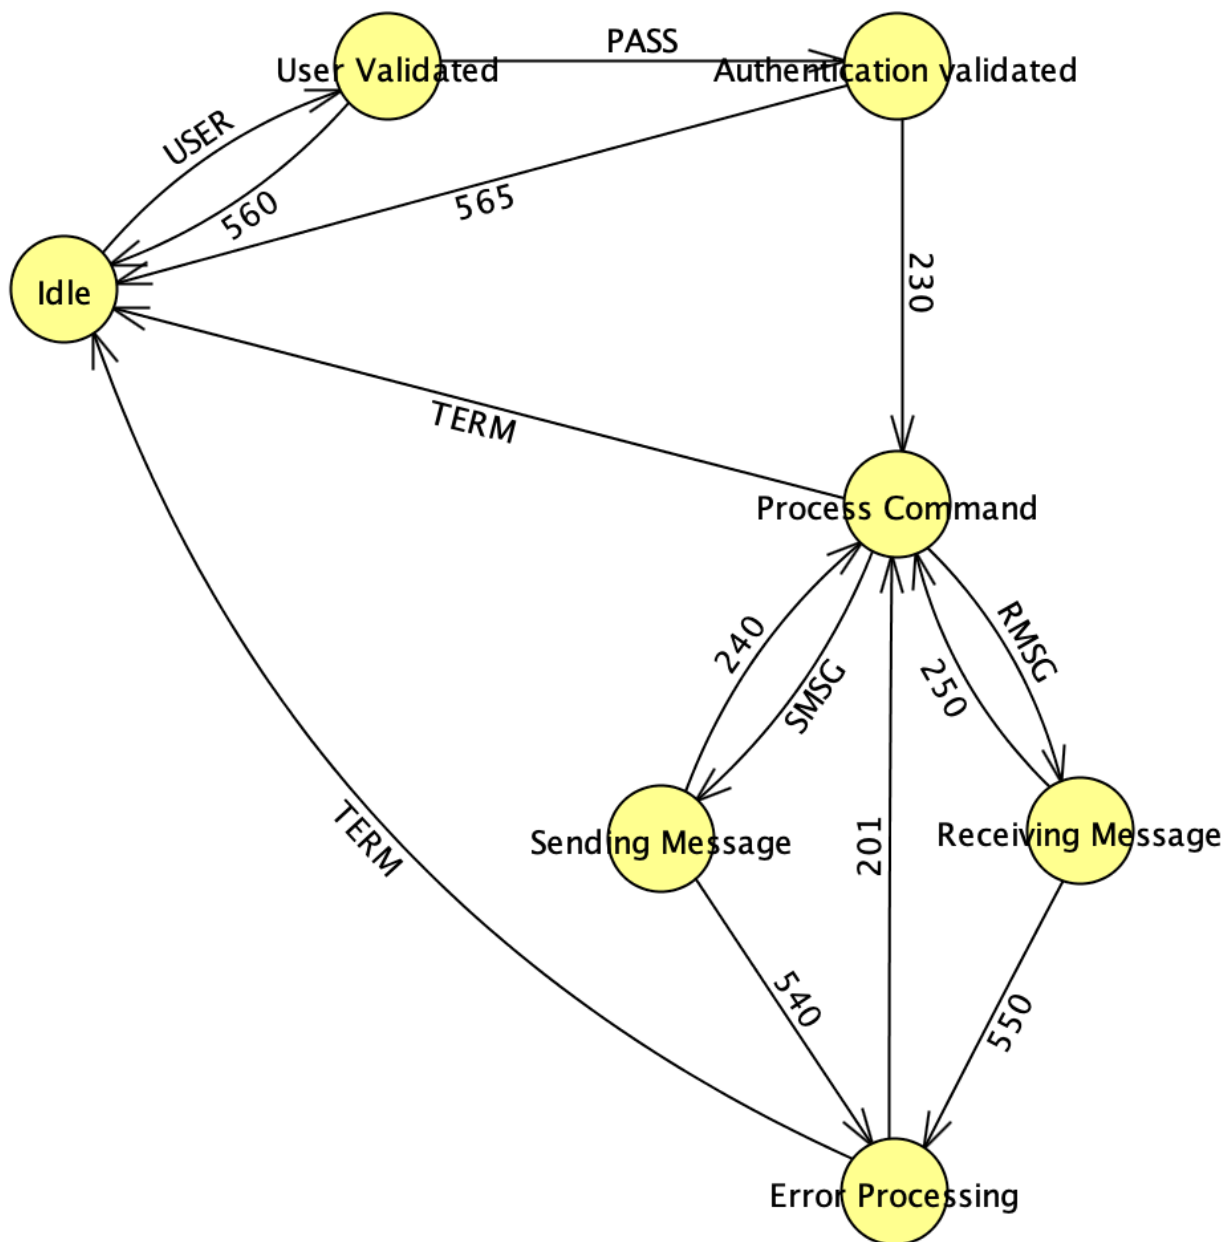 PASS
User Validated
Authentication validated
USER
560
565
230
Idle
TERM
Process Command
240
SMSG
250
RMSG
TERM
201
Sending Message
Receiving Message
540
550
Error Processing